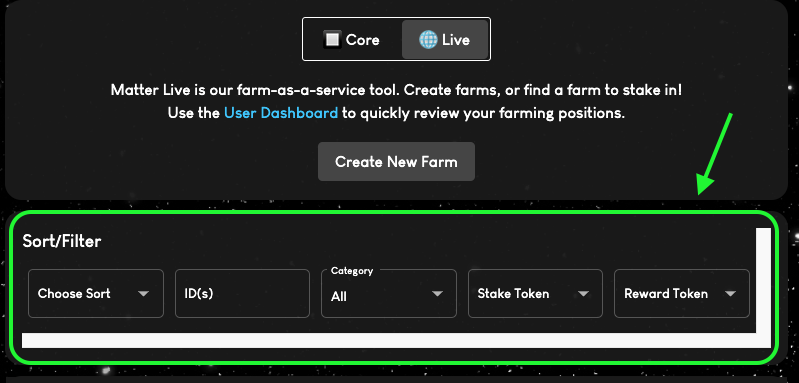 Core
Live
Matter Live is our farm-as-a-service tool. Create farms, or find a farm to stake in!
Use the User Dashboard to quickly review your farming positions.
Create New Farm
Sort/Filter
Choose Sort
ID(s)
Category
All
Stake Token
Reward Token